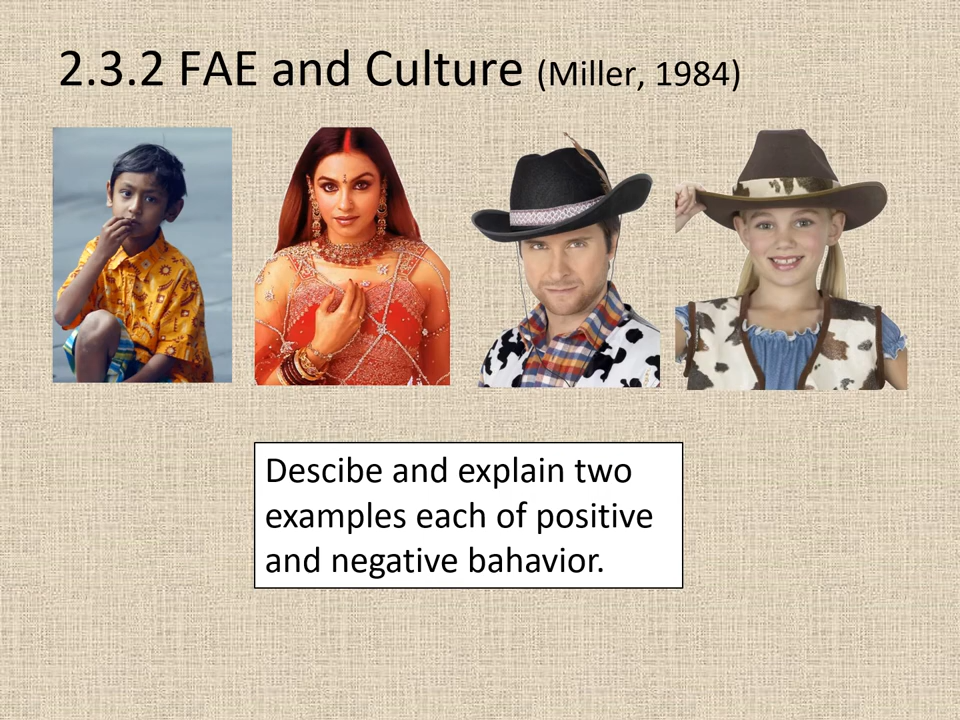 2.3.2 FAE and Culture (Miller, 1984)
Descibe and explain two
examples each of positive
and negative bahavior.